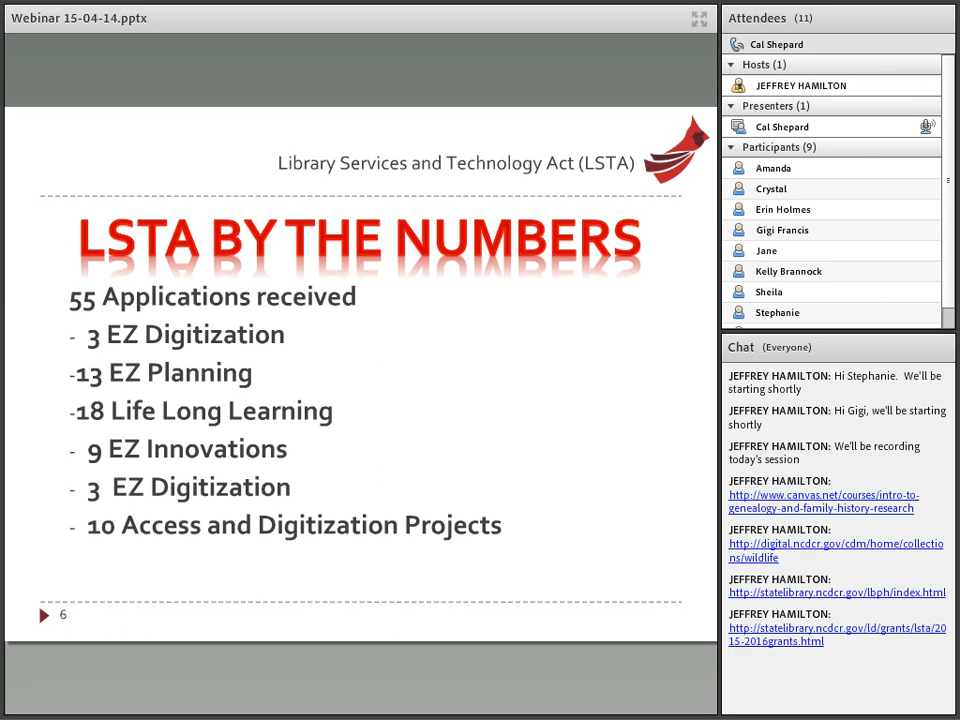 Webinar 15-04-14.pptx
Library Services and Technology Act (LSTA)
LSTA BY THE NUMBERS
55 Applications received
- 3 EZ Digitization
-13 EZ Planning
-18 Life Long Learning
- 9 EZ Innovations
- 3 EZ Digitization
- 10 Access and Digitization Projects
6
Attendees (11)
Cal Shepard
Hosts (1)
JEFFREY HAMILTON
Presenters (1)
Cal Shepard
Participants (9)
Amanda
Crystal
Erin Holmes
Gigi Francis
Jane
Kelly Brannock
Sheila
Stephanie
Chat (Everyone)
JEFFREY HAMILTON: Hi Stephanie. We'll be
starting shortly
JEFFREY HAMILTON: Hi Gigi, we'll be starting
shortly
JEFFREY HAMILTON: We'll be recording
today's session
JEFFREY HAMILTON:
http://www.canvas.net/courses/intro-to-
genealogy-and-family-history-research
JEFFREY HAMILTON:
http://digital.ncdcr.gov/cdm/home/collectio
ns/wildlife
JEFFREY HAMILTON:
http://statelibrary.ncdcr.gov/lbph/index.html
JEFFREY HAMILTON:
http://statelibrary.ncdcr.gov/ld/grants/lsta/20
15-2016grants.html